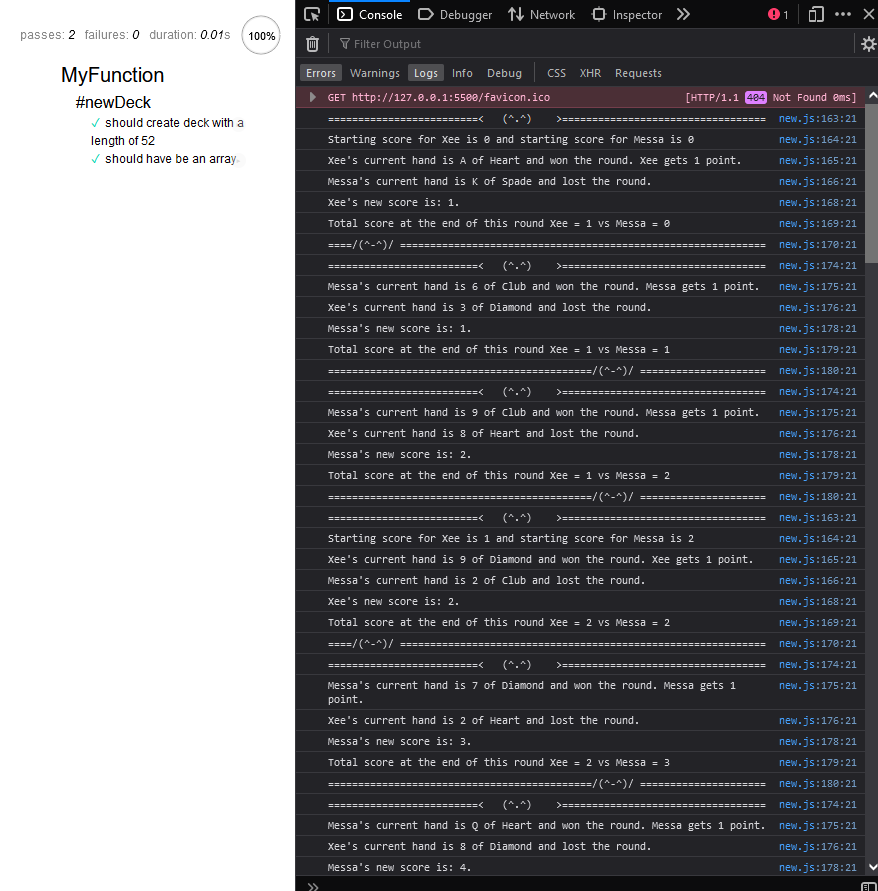 passes: 2 failures: 0 duration: 0.01s 100%
MyFunction
#newDeck
✓ should create deck with a
length of 52
✓ should have be an array.
Console Debugger Network Inspector 1
Filter Output
Errors Warnings Logs Info Debug CSS XHR Requests
GET http://127.0.0.1:5500/favicon.ico [HTTP/1.1 404 Not Found 0ms]
=========================< (^.^) >================================== new.js:163:21
Starting score for Xee is 0 and starting score for Messa is 0 new.js:164:21
Xee's current hand is A of Heart and won the round. Xee gets 1 point. new.js:165:21
Messa's current hand is K of Spade and lost the round. new.js:166:21
Xee's new score is: 1. new.js:168:21
Total score at the end of this round Xee = 1 vs Messa = 0 new.js:169:21
====/(^-^)/ ============================================================= new.js:170:21
=========================< (^.^) >================================== new.js:174:21
Messa's current hand is 6 of Club and won the round. Messa gets 1 point. new.js:175:21
Xee's current hand is 3 of Diamond and lost the round. new.js:176:21
Messa's new score is: 1. new.js:178:21
Total score at the end of this round Xee = 1 vs Messa = 1 new.js:179:21
============================================/(^-^)/ ===================== new.js:180:21
=========================< (^.^) >================================== new.js:174:21
Messa's current hand is 9 of Club and won the round. Messa gets 1 point. new.js:175:21
Xee's current hand is 8 of Heart and lost the round. new.js:176:21
Messa's new score is: 2. new.js:178:21
Total score at the end of this round Xee = 1 vs Messa = 2 new.js:179:21
============================================/(^-^)/ ===================== new.js:180:21
=========================< (^.^) >================================== new.js:163:21
Starting score for Xee is 1 and starting score for Messa is 2 new.js:164:21
Xee's current hand is 9 of Diamond and won the round. Xee gets 1 point. new.js:165:21
Messa's current hand is 2 of Club and lost the round. new.js:166:21
Xee's new score is: 2. new.js:168:21
Total score at the end of this round Xee = 2 vs Messa = 2 new.js:169:21
====/(^-^)/ ============================================================= new.js:170:21
=========================< (^.^) >================================== new.js:174:21
Messa's current hand is 7 of Diamond and won the round. Messa gets 1 new.js:175:21
point.
Xee's current hand is 2 of Heart and lost the round. new.js:176:21
Messa's new score is: 3. new.js:178:21
Total score at the end of this round Xee = 2 vs Messa = 3 new.js:179:21
============================================/(^-^)/ ===================== new.js:180:21
=========================< (^.^) >================================== new.js:174:21
Messa's current hand is Q of Heart and won the round. Messa gets 1 point. new.js:175:21
Xee's current hand is 8 of Diamond and lost the round. new.js:176:21
Messa's new score is: 4. new.js:178:21